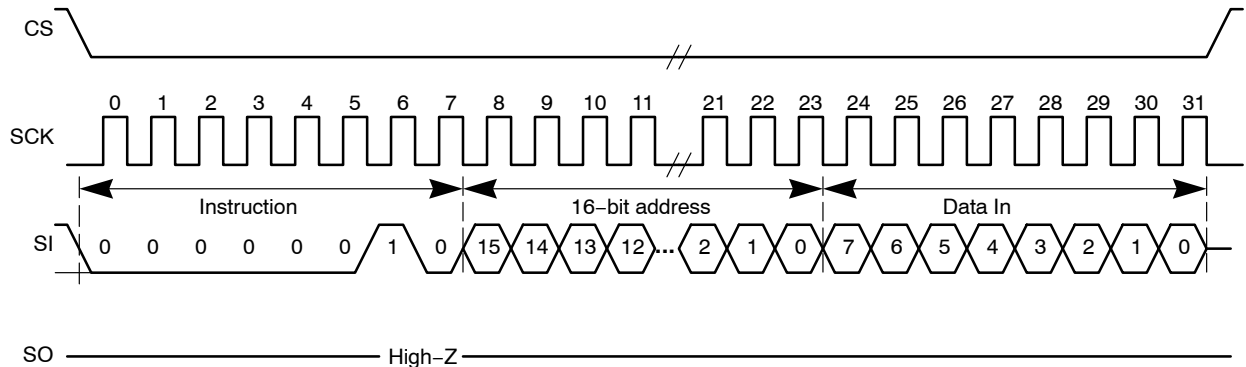 CS
0 1 2 3 4 5 6 7 8 9 10 11 21 22 23 24 25 26 27 28 29 30 31
SCK
Instruction 16−bit address Data In
SI 0 0 0 0 0 0 1 0 15 14 13 12 ... 2 1 0 7 6 5 4 3 2 1 0
SO High−Z